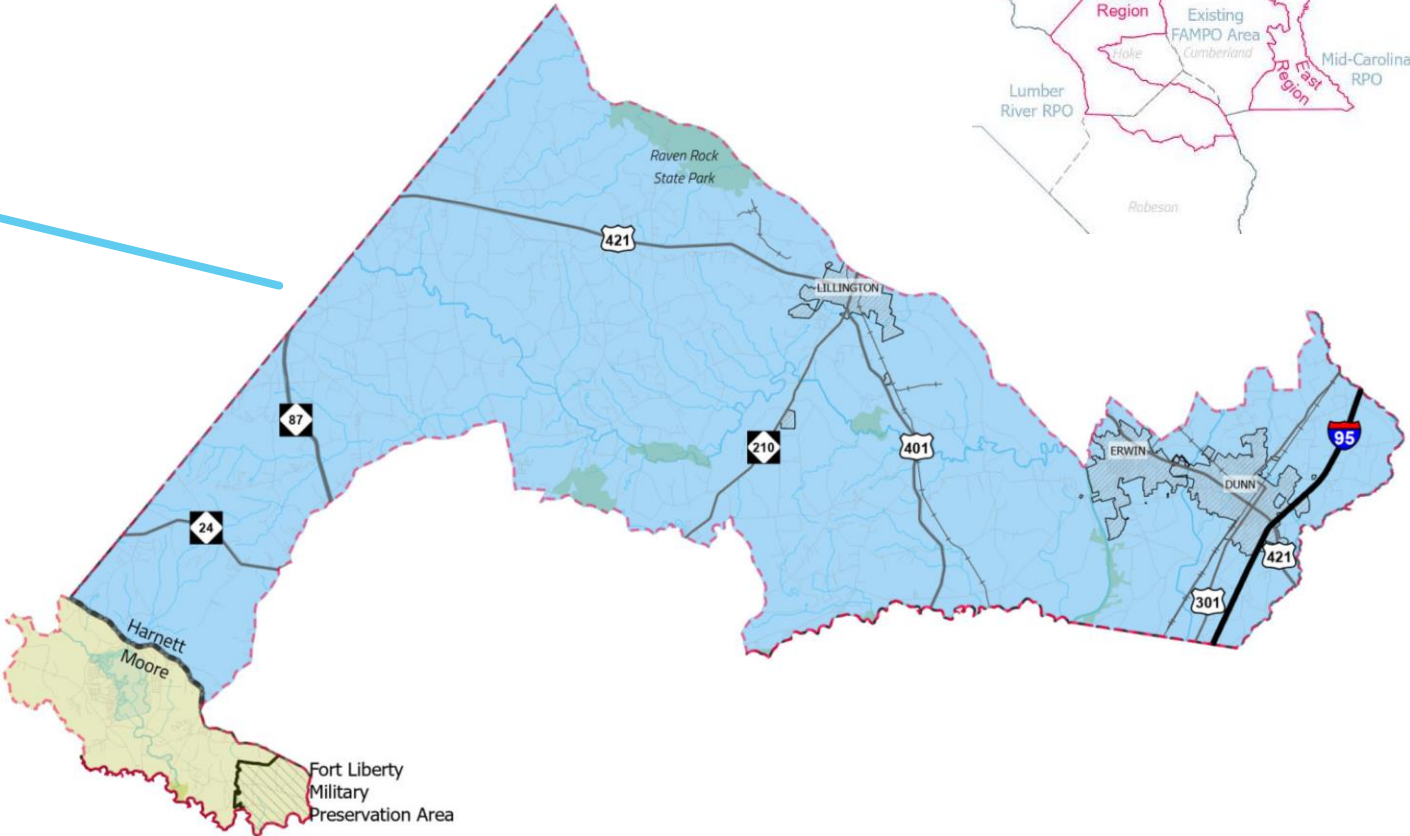 Region
Existing
FAMPO Area
Hoke
Cumberland
East
Region
Mid-Carolina
RPO
Lumber
River RPO
Robeson
Raven Rock
State Park
421
LILLINGTON
87
210
401
95
ERWIN
DUNN
24
421
301
Harnett
Moore
Fort Liberty
Military
Preservation Area